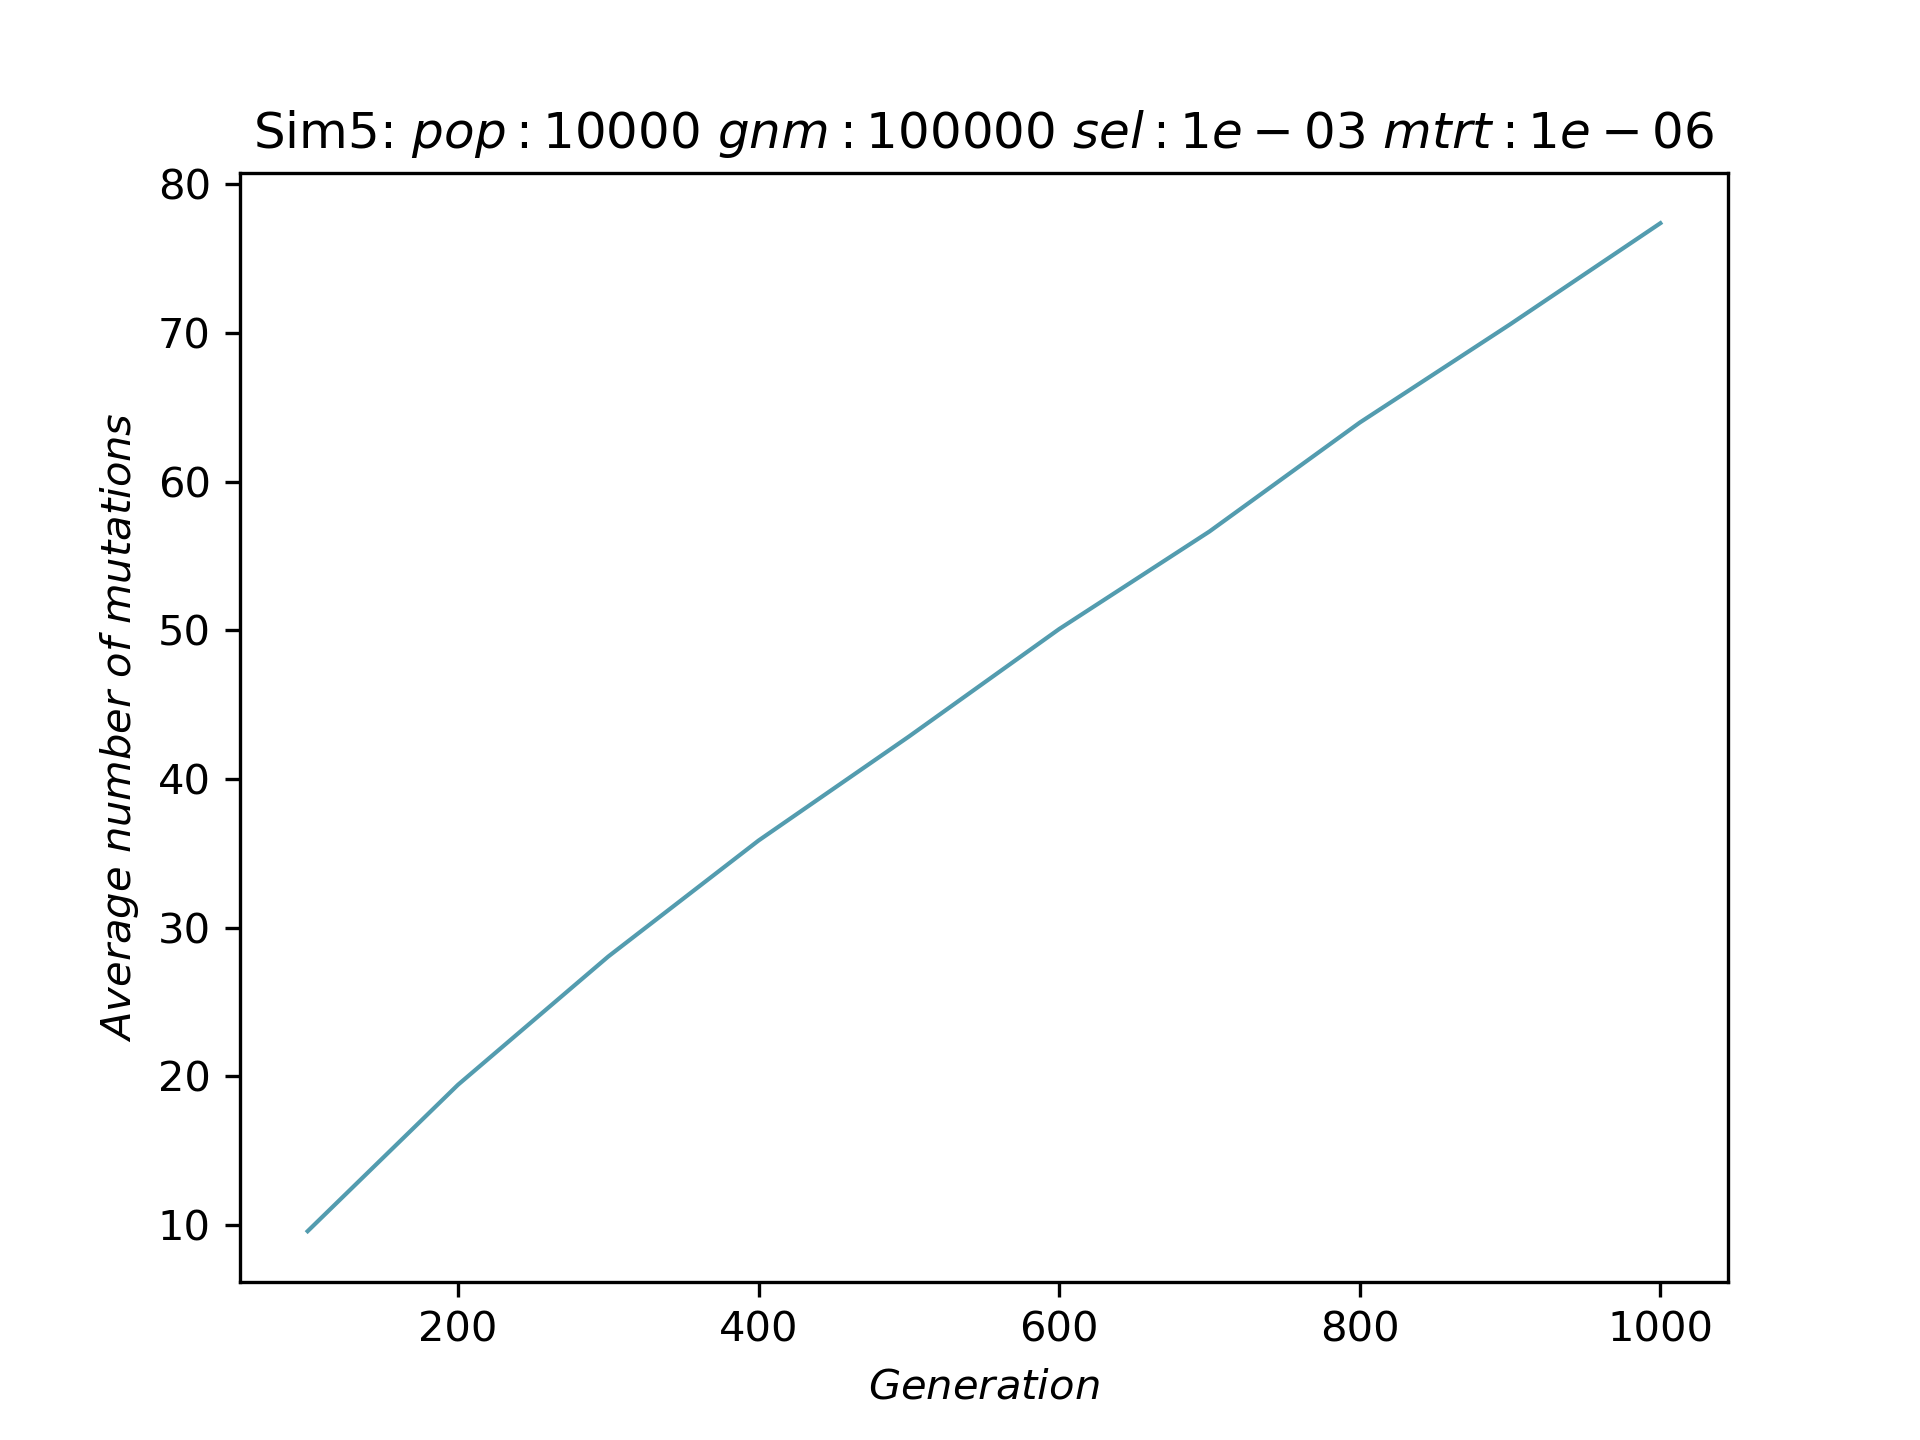 Sim5: pop : 10000 gnm : 100000 sel : 1e − 03 mtrt : 1e − 06
80
70
60
50
40
30
20
10
Average number of mutations
200 400 600 800 1000
Generation